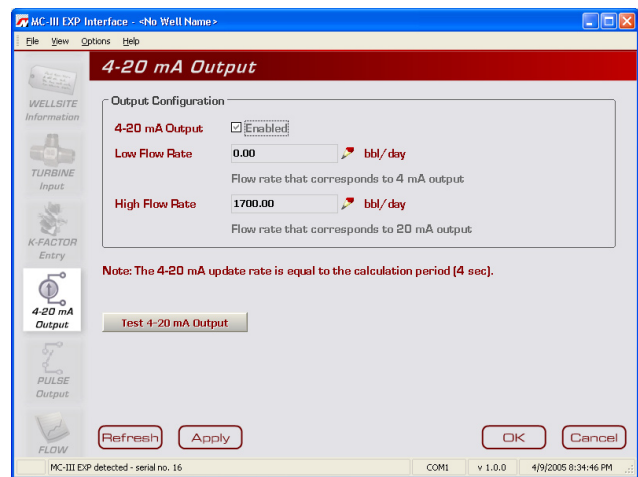 MC-III EXP Interface - <No Well Name>
File View Options Help
4-20 mA Output
WELLSITE
Information
TURBINE
Input
K-FACTOR
Entry
4-20 mA
Output
PULSE
Output
FLOW
Output Configuration
4-20 mA Output Enabled
Low Flow Rate 0.00 bbl/day
Flow rate that corresponds to 4 mA output
High Flow Rate 1700.00 bbl/day
Flow rate that corresponds to 20 mA output
Note: The 4-20 mA update rate is equal to the calculation period (4 sec).
Test 4-20 mA Output
Refresh Apply OK Cancel
MC-III EXP detected - serial no. 16 COM1 v 1.0.0 4/9/2005 8:34:46 PM